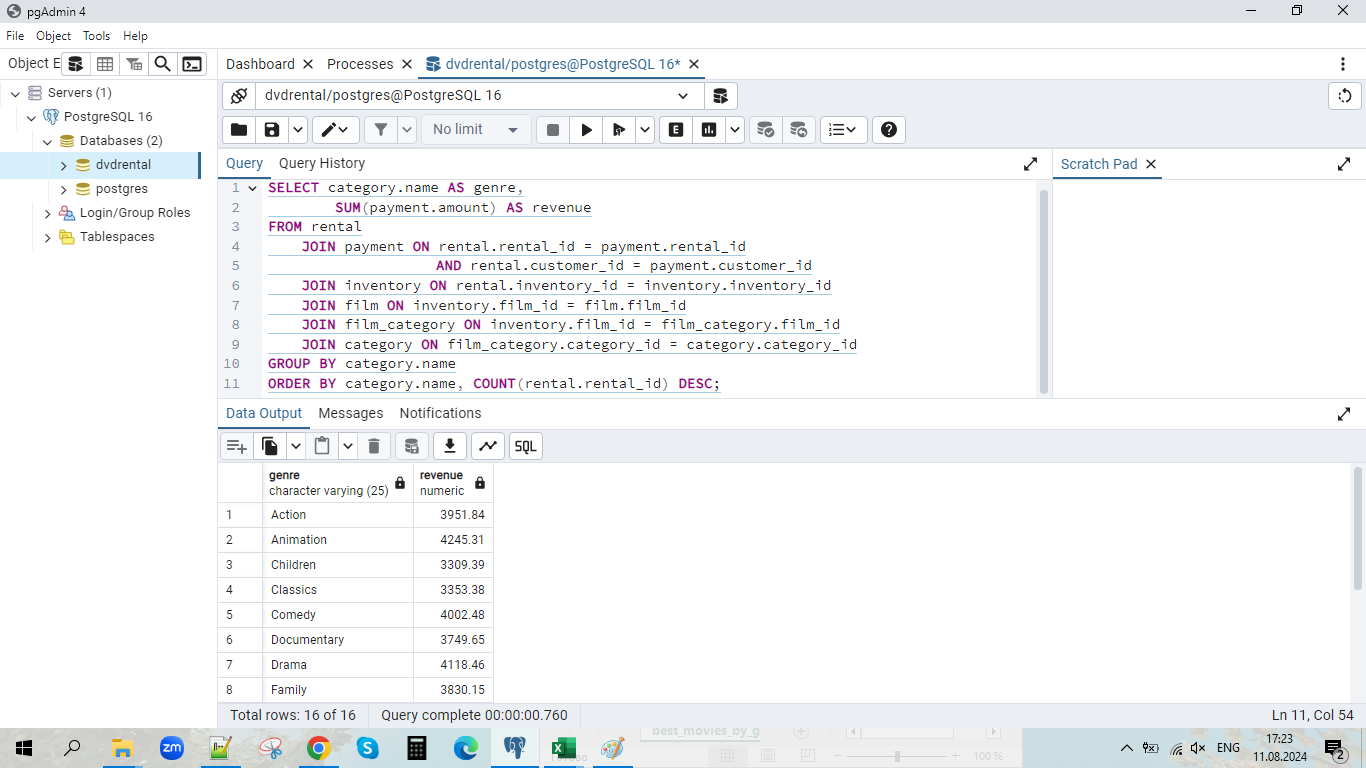 pgAdmin 4
File Object Tools Help
Object E
Dashboard Processes dvdrental/postgres@PostgreSQL 16*
Servers (1)
PostgreSQL 16
Databases (2)
dvdrental
postgres
Login/Group Roles
Tablespaces
dvdrental/postgres@PostgreSQL 16
No limit
E
Query Query History
Scratch Pad
1 SELECT category.name AS genre,
2 SUM(payment.amount) AS revenue
3 FROM rental
4 JOIN payment ON rental.rental_id = payment.rental_id
5 AND rental.customer_id = payment.customer_id
6 JOIN inventory ON rental.inventory_id = inventory.inventory_id
7 JOIN film ON inventory.film_id = film.film_id
8 JOIN film_category ON inventory.film_id = film_category.film_id
9 JOIN category ON film_category.category_id = category.category_id
10 GROUP BY category.name
11 ORDER BY category.name, COUNT(rental.rental_id) DESC;
Data Output Messages Notifications
SQL
genre revenue
character varying (25) numeric
1 Action 3951.84
2 Animation 4245.31
3 Children 3309.39
4 Classics 3353.38
5 Comedy 4002.48
6 Documentary 3749.65
7 Drama 4118.46
8 Family 3830.15
Total rows: 16 of 16 Query complete 00:00:00.760 Ln 11, Col 54
best_movies_by_g
100 %
zm
ENG
17:23
11.08.2024
2